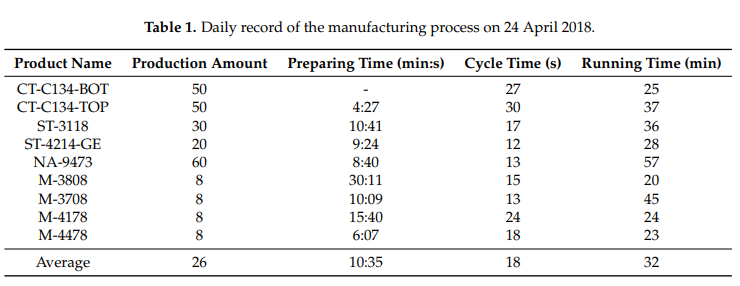 Table 1. Daily record of the manufacturing process on 24 April 2018.
Product Name Production Amount Preparing Time (min:s) Cycle Time (s) Running Time (min)
CT-C134-BOT 50 - 27 25
CT-C134-TOP 50 4:27 30 37
ST-3118 30 10:41 17 36
ST-4214-GE 20 9:24 12 28
NA-9473 60 8:40 13 57
M-3808 8 30:11 15 20
M-3708 8 10:09 13 45
M-4178 8 15:40 24 24
M-4478 8 6:07 18 23
Average 26 10:35 18 32